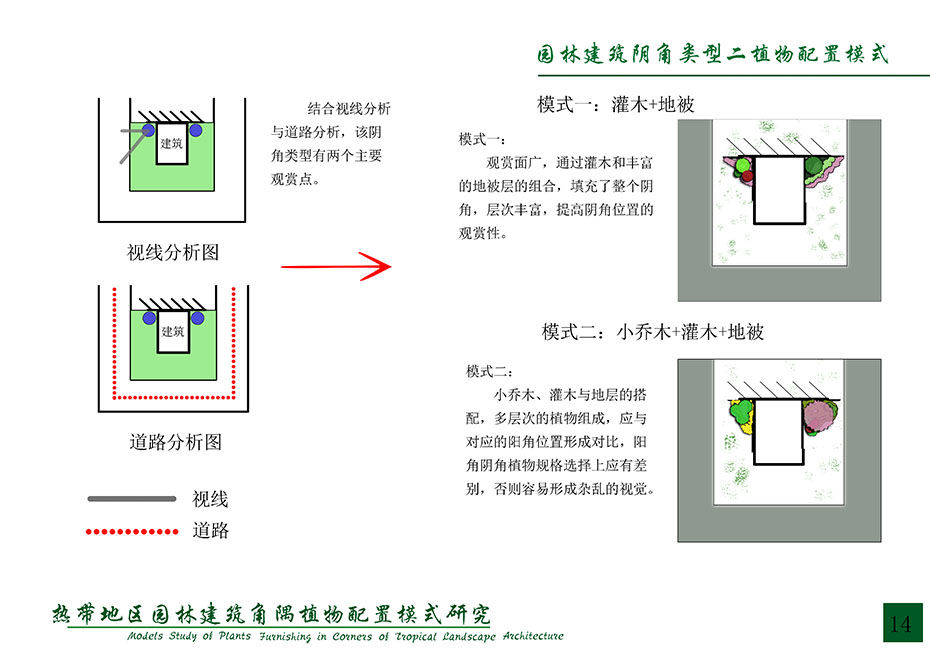 园林建筑阴角类型二植物配置模式
建筑
视线分析图
结合视线分析
与道路分析，该阴
角类型有两个主要
观赏点。
建筑
道路分析图
视线
道路
模式一：灌木+地被
模式一：
观赏面广，通过灌木和丰富
的地被层的组合，填充了整个阴
角，层次丰富，提高阴角位置的
观赏性。
模式二：小乔木+灌木+地被
模式二：
小乔木、灌木与地层的搭
配，多层次的植物组成，应与
对应的阳角位置形成对比，阳
角阴角植物规格选择上应有差
别，否则容易形成杂乱的视觉。
热带地区园林建筑角隅植物配置模式研究
Models Study of Plants Furnishing in Corners of Tropical Landscape Architecture
14